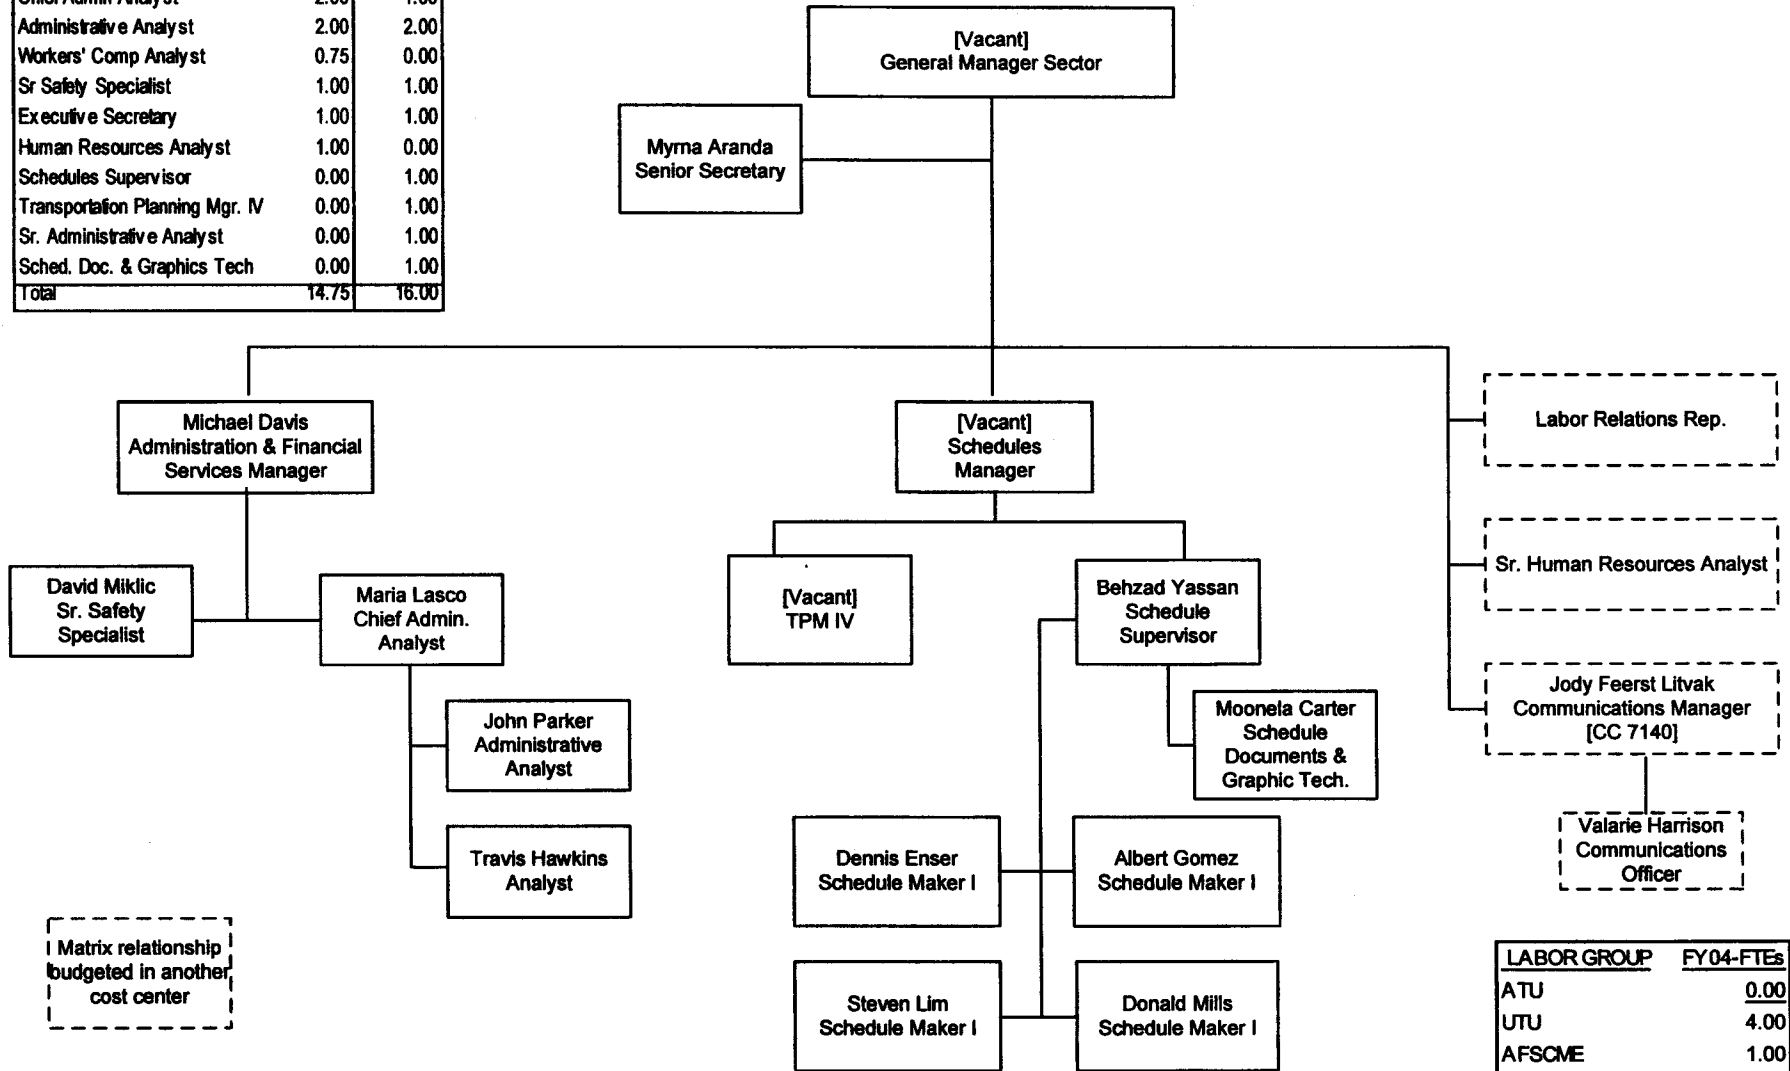 Chief Admin Analyst 2.00 1.00
Administrative Analyst 2.00 2.00
Workers' Comp Analyst 0.75 0.00
Sr Safety Specialist 1.00 1.00
Executive Secretary 1.00 1.00
Human Resources Analyst 1.00 0.00
Schedules Supervisor 0.00 1.00
Transportation Planning Mgr. IV 0.00 1.00
Sr. Administrative Analyst 0.00 1.00
Sched. Doc. & Graphics Tech 0.00 1.00
Total 14.75 16.00
[Vacant]
General Manager Sector
Myrna Aranda
Senior Secretary
Michael Davis
Administration & Financial
Services Manager
[Vacant]
Schedules
Manager
Labor Relations Rep.
Sr. Human Resources Analyst
Jody Feerst Litvak
Communications Manager
[CC 7140]
Valarie Harrison
Communications
Officer
David Miklic
Sr. Safety
Specialist
Maria Lasco
Chief Admin.
Analyst
John Parker
Administrative
Analyst
Travis Hawkins
Analyst
[Vacant]
TPM IV
Behzad Yassan
Schedule
Supervisor
Moonela Carter
Schedule
Documents &
Graphic Tech.
Dennis Enser
Schedule Maker I
Albert Gomez
Schedule Maker I
Steven Lim
Schedule Maker I
Donald Mills
Schedule Maker I
Matrix relationship
budgeted in another
cost center
LABOR GROUP FY04-FTEs
ATU 0.00
UTU 4.00
AFSCME 1.00